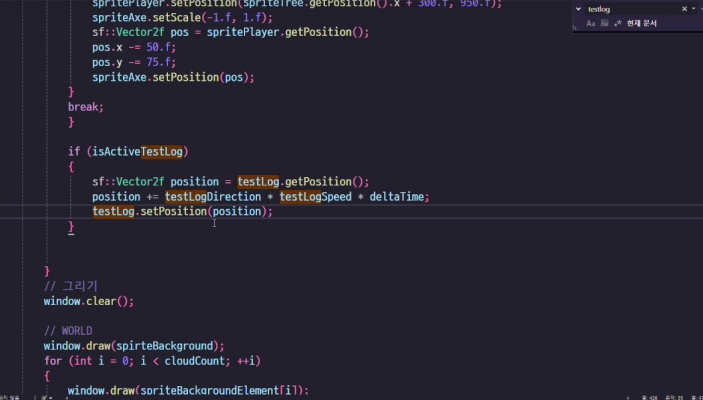 spritePlayer.setPosition(spriteTree.getPosition().x + 300.f, 950.f);
spriteAxe.setScale(-1.f, 1.f);
sf::Vector2f pos = spritePlayer.getPosition();
pos.x -= 50.f;
pos.y -= 75.f;
spriteAxe.setPosition(pos);
}
break;
}
if (isActiveTestLog)
{
sf::Vector2f position = testLog.getPosition();
position += testLogDirection * testLogSpeed * deltaTime;
testLog.setPosition(position);
}
}
// 그리기
window.clear();
// WORLD
window.draw(spirteBackground);
for (int i = 0; i < cloudCount; ++i)
{
window.draw(spriteBackgroundElement[i]);
testlog
Aa 현재 문서